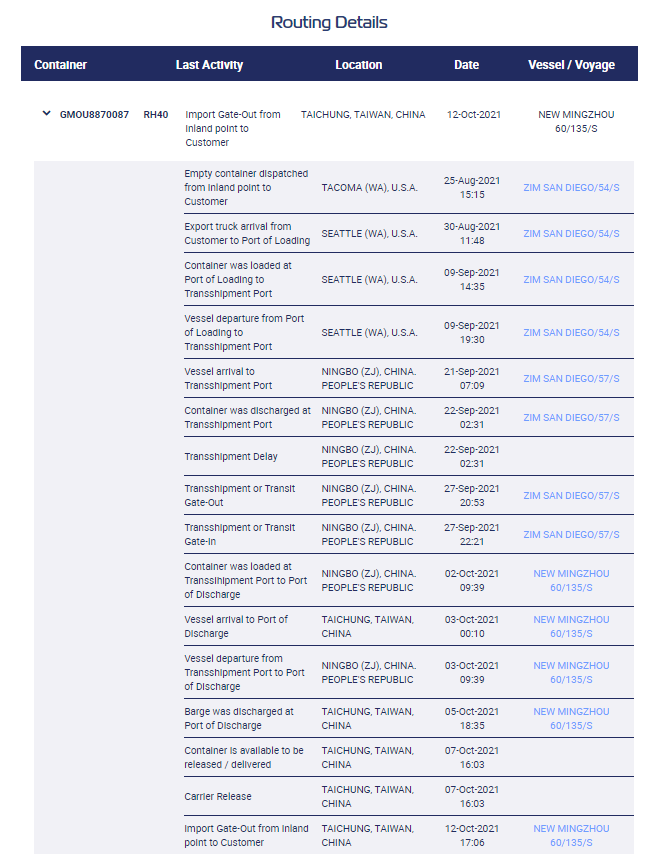 Routing Details
Container Last Activity Location Date Vessel / Voyage
GMOU8870087 RH40 Import Gate-Out from TAICHUNG, TAIWAN, CHINA 12-Oct-2021 NEW MINGZHOU
Inland point to 60/135/S
Customer
Empty container dispatched
from Inland point to
Customer
TACOMA (WA), U.S.A.
25-Aug-2021
15:15
ZIM SAN DIEGO/54/S
Export truck arrival from
Customer to Port of Loading
SEATTLE (WA), U.S.A.
30-Aug-2021
11:48
ZIM SAN DIEGO/54/S
Container was loaded at
Port of Loading to
Transshipment Port
SEATTLE (WA), U.S.A.
09-Sep-2021
14:35
ZIM SAN DIEGO/54/S
Vessel departure from Port
of Loading to
Transshipment Port
SEATTLE (WA), U.S.A.
09-Sep-2021
19:30
ZIM SAN DIEGO/54/S
Vessel arrival to
Transshipment Port
NINGBO (ZJ), CHINA.
PEOPLE'S REPUBLIC
21-Sep-2021
07:09
ZIM SAN DIEGO/57/S
Container was discharged at
Transshipment Port
NINGBO (ZJ), CHINA.
PEOPLE'S REPUBLIC
22-Sep-2021
02:31
ZIM SAN DIEGO/57/S
Transshipment Delay
NINGBO (ZJ), CHINA.
PEOPLE'S REPUBLIC
22-Sep-2021
02:31
Transshipment or Transit
Gate-Out
NINGBO (ZJ), CHINA.
PEOPLE'S REPUBLIC
27-Sep-2021
20:53
ZIM SAN DIEGO/57/S
Transshipment or Transit
Gate-In
NINGBO (ZJ), CHINA.
PEOPLE'S REPUBLIC
27-Sep-2021
22:21
ZIM SAN DIEGO/57/S
Container was loaded at
Transsihipment Port to Port
of Discharge
NINGBO (ZJ), CHINA.
PEOPLE'S REPUBLIC
02-Oct-2021
09:39
NEW MINGZHOU
60/135/S
Vessel arrival to Port of
Discharge
TAICHUNG, TAIWAN,
CHINA
03-Oct-2021
00:10
NEW MINGZHOU
60/135/S
Vessel departure from
Transshipment Port to Port
of Discharge
NINGBO (ZJ), CHINA.
PEOPLE'S REPUBLIC
03-Oct-2021
09:39
NEW MINGZHOU
60/135/S
Barge was discharged at
Port of Discharge
TAICHUNG, TAIWAN,
CHINA
05-Oct-2021
18:35
NEW MINGZHOU
60/135/S
Container is available to be
released / delivered
TAICHUNG, TAIWAN,
CHINA
07-Oct-2021
16:03
Carrier Release
TAICHUNG, TAIWAN,
CHINA
07-Oct-2021
16:03
Import Gate-Out from Inland
point to Customer
TAICHUNG, TAIWAN,
CHINA
12-Oct-2021
17:06
NEW MINGZHOU
60/135/S